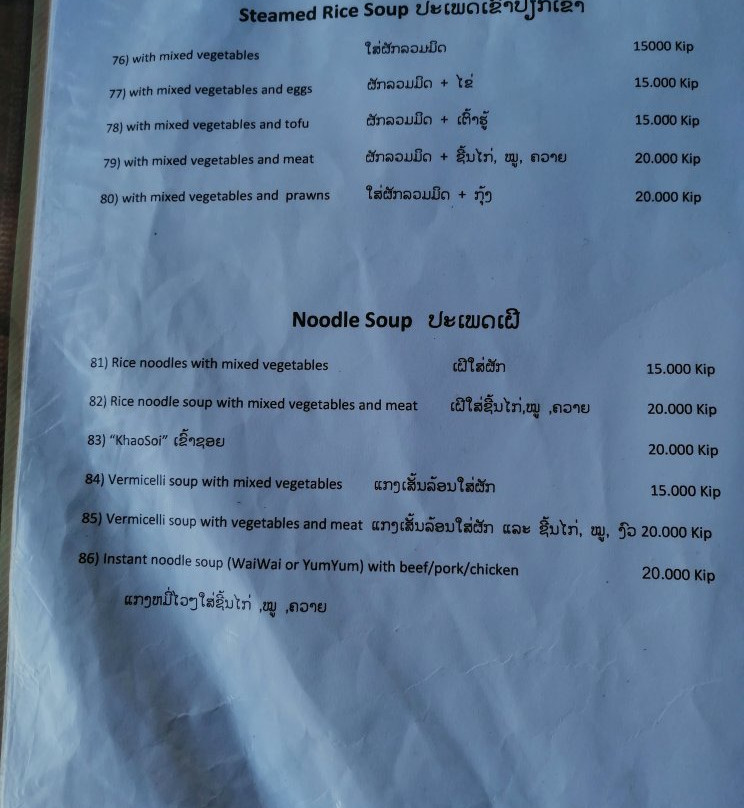 Steamed Rice Soup ປະເພດເຂົ້າປຽກເຂົ້າ
76) with mixed vegetables ໃສ່ຜັກລວມມິດ 15000 Kip
77) with mixed vegetables and eggs ຜັກລວມມິດ + ໄຂ່ 15.000 Kip
78) with mixed vegetables and tofu ຜັກລວມມິດ + ເຕົ້າຮູ້ 15.000 Kip
79) with mixed vegetables and meat ຜັກລວມມິດ + ຊີ້ນໄກ່, ໝູ, ຄວາຍ 20.000 Kip
80) with mixed vegetables and prawns ໃສ່ຜັກລວມມິດ + ກຸ້ງ 20.000 Kip
Noodle Soup ປະເພດເຝີ
81) Rice noodles with mixed vegetables ເຝີໃສ່ຜັກ 15.000 Kip
82) Rice noodle soup with mixed vegetables and meat ເຝີໃສ່ຊີ້ນໄກ່,ໝູ ,ຄວາຍ 20.000 Kip
83) “KhaoSoi” ເຂົ້າຊອຍ 20.000 Kip
84) Vermicelli soup with mixed vegetables ແກງເສັ້ນລ້ອນໃສ່ຜັກ 15.000 Kip
85) Vermicelli soup with vegetables and meat ແກງເສັ້ນລ້ອນໃສ່ຜັກ ແລະ ຊີ້ນໄກ່, ໝູ, ງົວ 20.000 Kip
86) Instant noodle soup (WaiWai or YumYum) with beef/pork/chicken 20.000 Kip
ແກງຫມີ່ໄວໆໃສ່ຊີ້ນໄກ່ ,ໝູ ,ຄວາຍ